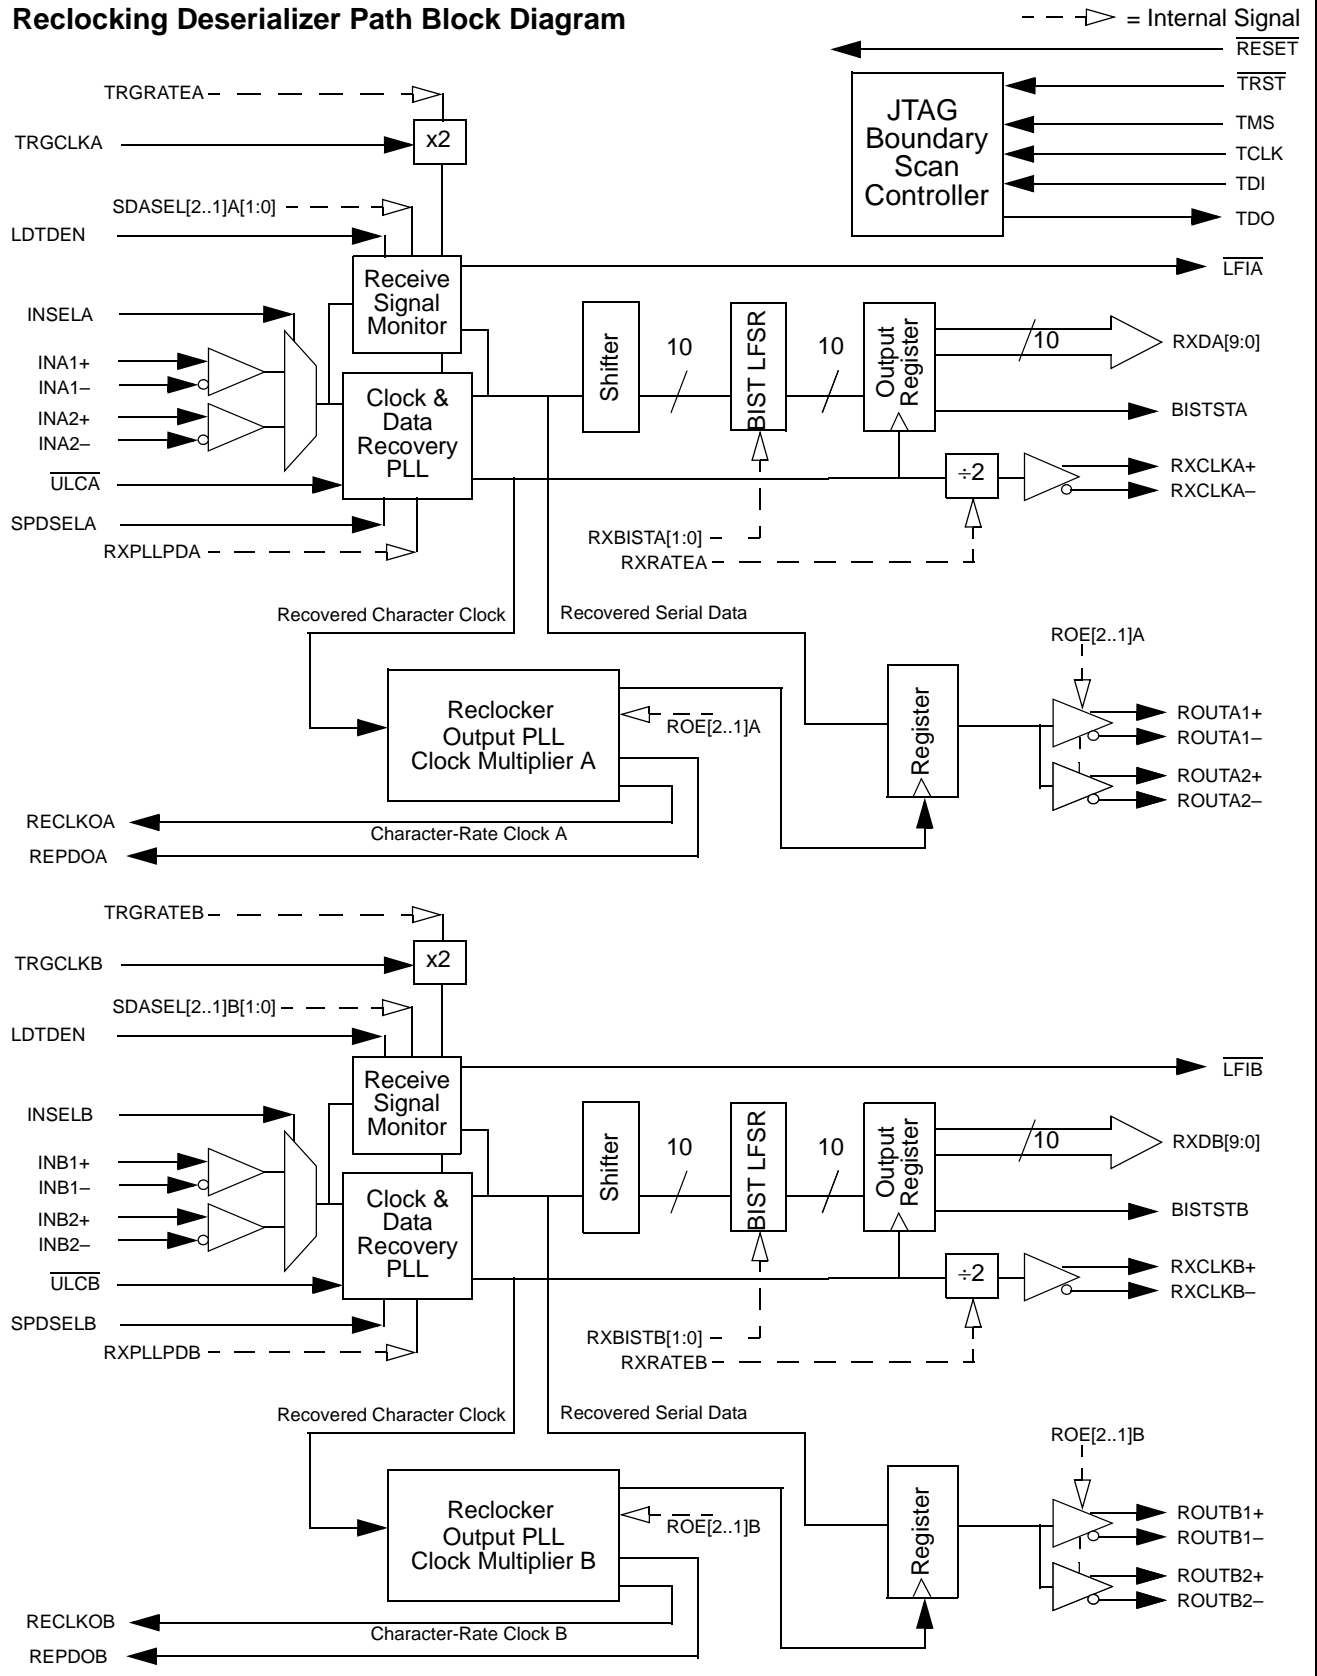 Reclocking Deserializer Path Block Diagram
= Internal Signal
RESET
TRGRATEA
TRST
JTAG
Boundary
Scan
Controller
TMS
TRGCLKA
x2
TCLK
TDI
SDASEL[2..1]A[1:0]
TDO
LDTDEN
LFIA
Receive
Signal
Monitor
INSELA
Shifter
10
BIST LFSR
10
Output
Register
10
RXDA[9:0]
INA1+
INA1–
Clock &
Data
Recovery
PLL
INA2+
INA2–
BISTSTA
ULCA
÷2
RXCLKA+
RXCLKA–
SPDSELA
RXPLLPDA
RXBISTA[1:0]
RXRATEA
Recovered Character Clock
Recovered Serial Data
ROE[2..1]A
Reclocker
Output PLL
Clock Multiplier A
ROE[2..1]A
Register
ROUTA1+
ROUTA1–
ROUTA2+
ROUTA2–
RECLKOA
Character-Rate Clock A
REPDOA
TRGRATEB
TRGCLKB
x2
SDASEL[2..1]B[1:0]
LDTDEN
LFIB
Receive
Signal
Monitor
INSELB
Shifter
10
BIST LFSR
10
Output
Register
10
RXDB[9:0]
INB1+
INB1–
Clock &
Data
Recovery
PLL
INB2+
INB2–
BISTSTB
ULCB
÷2
RXCLKB+
RXCLKB–
SPDSELB
RXPLLPDB
RXBISTB[1:0]
RXRATEB
Recovered Character Clock
Recovered Serial Data
ROE[2..1]B
Reclocker
Output PLL
Clock Multiplier B
ROE[2..1]B
Register
ROUTB1+
ROUTB1–
ROUTB2+
ROUTB2–
RECLKOB
Character-Rate Clock B
REPDOB